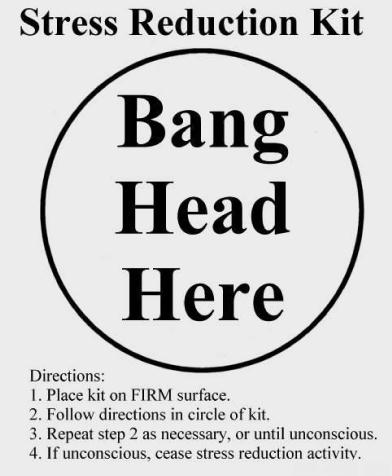 Stress Reduction Kit
Bang
Head
Here
Directions:
1. Place kit on FIRM surface.
2. Follow directions in circle of kit.
3. Repeat step 2 as necessary, or until unconscious.
4. If unconscious, cease stress reduction activity.